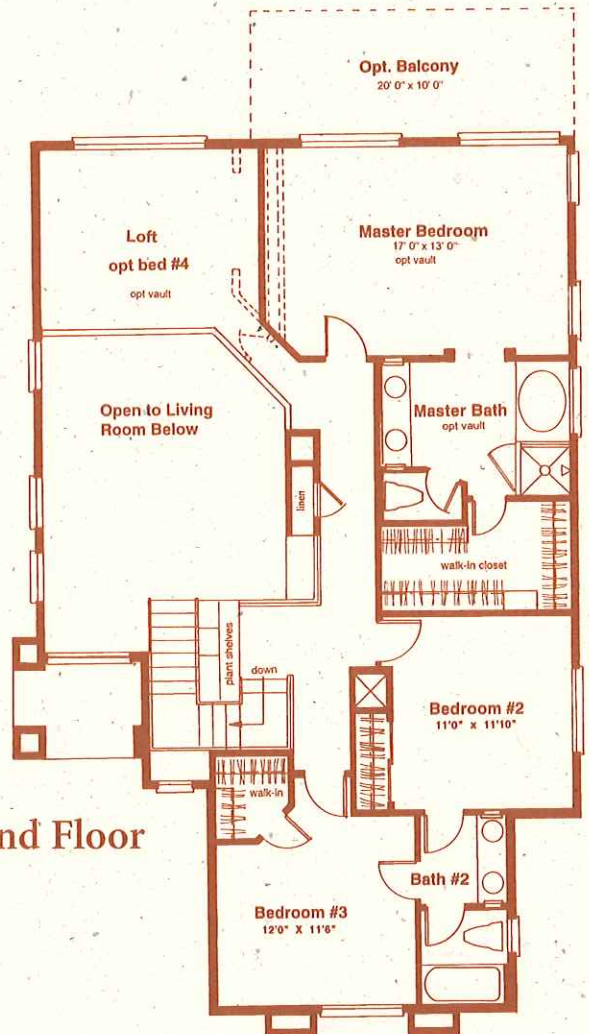 Opt. Balcony
20' 0" x 10' 0"
Loft
opt bed #4
opt vault
Master Bedroom
17' 0" x 13' 0"
opt vault
Open to Living
Room Below
Master Bath
opt vault
linen
walk-in closet
plant shelves
down
Bedroom #2
11'0" x 11'10"
walk-in
nd Floor
Bath #2
Bedroom #3
12'0" X 11'6"